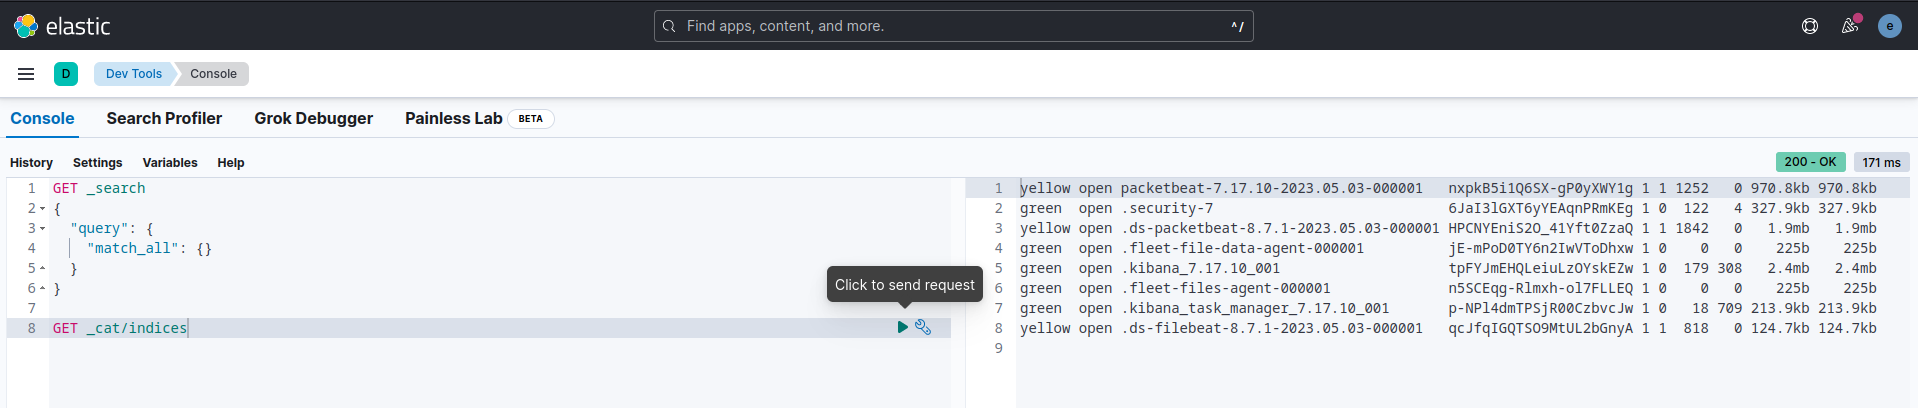 elastic
Find apps, content, and more.
^/
e
D
Dev Tools
Console
Console
Search Profiler
Grok Debugger
Painless Lab
BETA
History
Settings
Variables
Help
200 - OK
171 ms
1 GET _search
2 {
3 "query": {
4 "match_all": {}
5 }
6 }
7
8 GET _cat/indices
Click to send request
1 yellow open packetbeat-7.17.10-2023.05.03-000001 nxpkB5i1Q6SX-gP0yXWY1g 1 1 1252 0 970.8kb 970.8kb
2 green open .security-7 6JaI3lGXT6yYEAqnPRmKEg 1 0 122 4 327.9kb 327.9kb
3 yellow open .ds-packetbeat-8.7.1-2023.05.03-000001 HPCNYEniS2O_41Yft0ZzaQ 1 1 1842 0 1.9mb 1.9mb
4 green open .fleet-file-data-agent-000001 jE-mPoD0TY6n2IwVToDhxw 1 0 0 0 225b 225b
5 green open .kibana_7.17.10_001 tpFYJmEHQLeiuLzOYskEZw 1 0 179 308 2.4mb 2.4mb
6 green open .fleet-files-agent-000001 n5SCEqg-Rlmxh-ol7FLLEQ 1 0 0 0 225b 225b
7 green open .kibana_task_manager_7.17.10_001 p-NPl4dmTPSjR00CzbvcJw 1 0 18 709 213.9kb 213.9kb
8 yellow open .ds-filebeat-8.7.1-2023.05.03-000001 qcJfqIGQTSO9MtUL2bGnyA 1 1 818 0 124.7kb 124.7kb
9